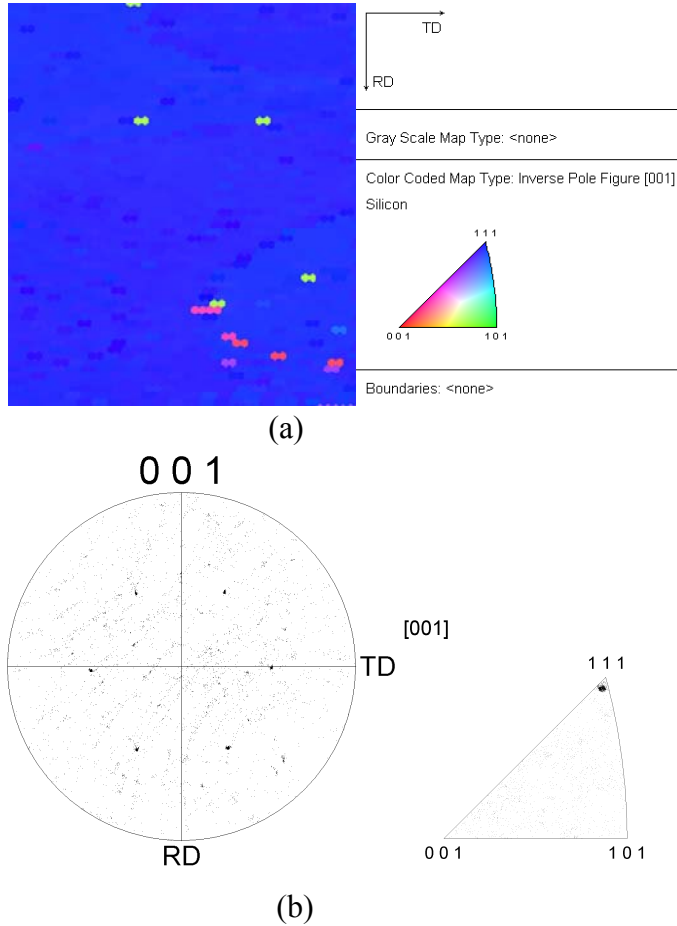 TD
RD
Gray Scale Map Type: <none>
Color Coded Map Type: Inverse Pole Figure [001]
Silicon
1 1 1
0 0 1 1 0 1
Boundaries: <none>
(a)
0 0 1
[001]
TD
1 1 1
RD
0 0 1 1 0 1
(b)